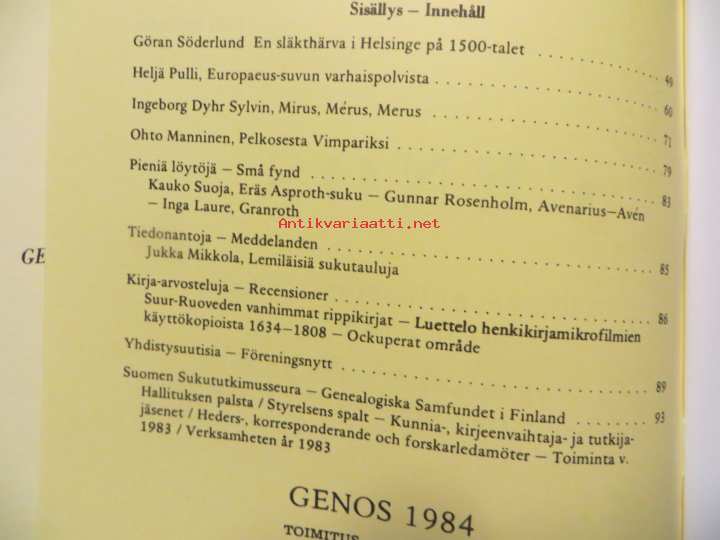 Sisällys – Innehåll
Göran Söderlund En släkthärva i Helsinge på 1500-talet . . . . . . . . . . 49
Heljä Pulli, Europaeus-suvun varhaispolvista . . . . . . . . . . 60
Ingeborg Dyhr Sylvin, Mirus, Mérus, Merus . . . . . . . . . . 71
Ohto Manninen, Pelkosesta Vimpariksi . . . . . . . . . . 79
Pieniä löytöjä – Små fynd . . . . . . . . . . 83
Kauko Suoja, Eräs Asproth-suku – Gunnar Rosenholm, Avenarius–Avén
– Inga Laure, Granroth
Antikvariaatti.net
Tiedonantoja – Meddelanden . . . . . . . . . . 85
Jukka Mikkola, Lemiläisiä sukutauluja
GE
Kirja-arvosteluja – Recensioner . . . . . . . . . . 86
Suur-Ruoveden vanhimmat rippikirjat – Luettelo henkikirjamikrofilmien
käyttökopioista 1634–1808 – Ockuperat område
Yhdistysuutisia – Föreningsnytt . . . . . . . . . . 89
Suomen Sukututkimusseura – Genealogiska Samfundet i Finland . . . . . . . . . . 93
Hallituksen palsta / Styrelsens spalt – Kunnia-, kirjeenvaihtaja- ja tutkija-
jäsenet / Heders-, korresponderande och forskarledamöter – Toiminta v.
1983 / Verksamheten år 1983
GENOS 1984
TOIMITUS